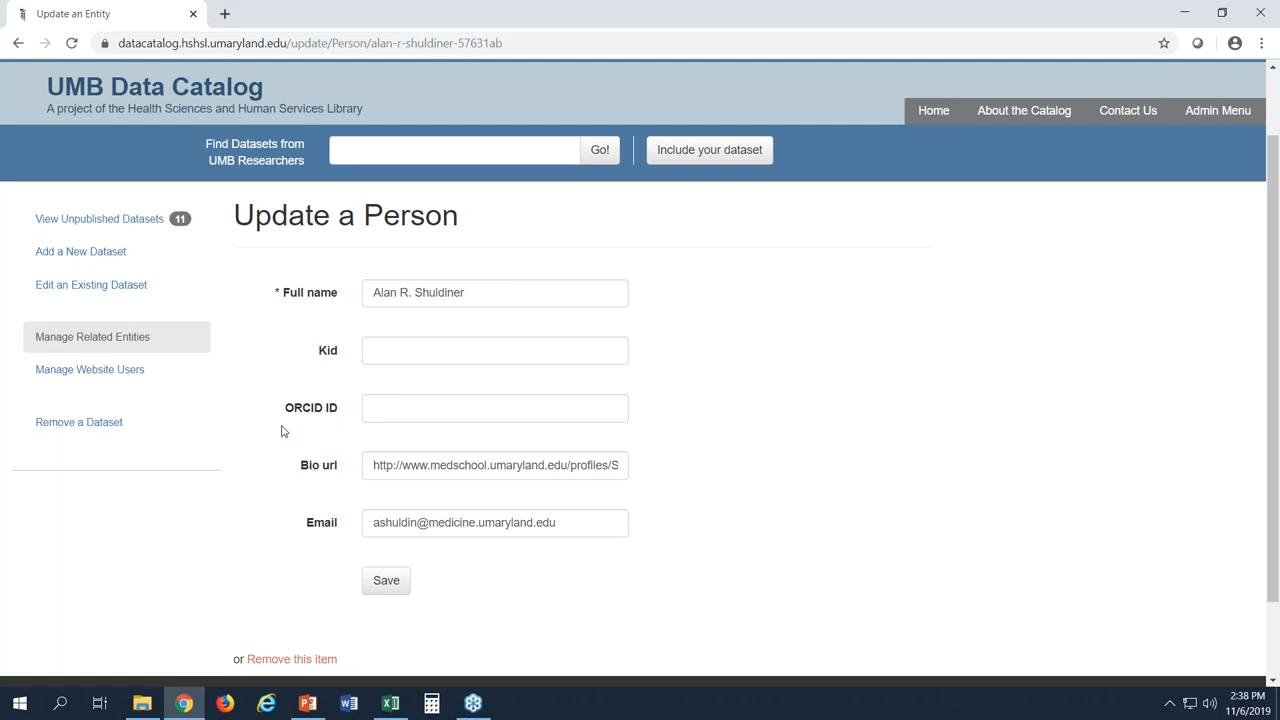 Update an Entity
datacatalog.hshsl.umaryland.edu/update/Person/alan-r-shuldiner-57631ab
UMB Data Catalog
A project of the Health Sciences and Human Services Library
Home About the Catalog Contact Us Admin Menu
Find Datasets from
UMB Researchers
Go!
Include your dataset
View Unpublished Datasets 11
Add a New Dataset
Edit an Existing Dataset
Manage Related Entities
Manage Website Users
Remove a Dataset
Update a Person
* Full name Alan R. Shuldiner
Kid
ORCID ID
Bio url http://www.medschool.umaryland.edu/profiles/S
Email ashuldin@medicine.umaryland.edu
Save
or Remove this item
2:38 PM
11/6/2019